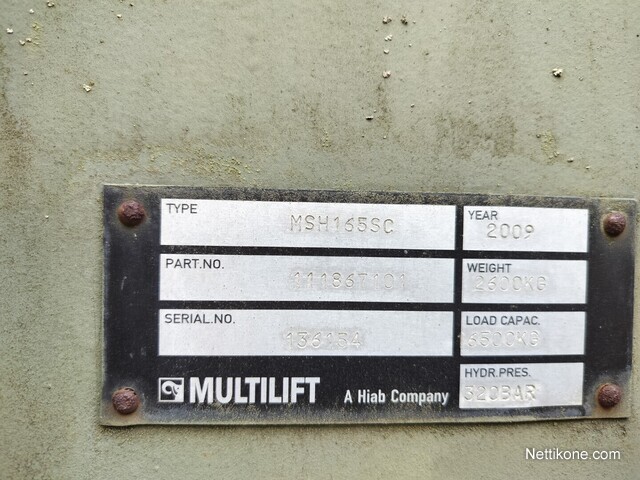 TYPE MSH165SC
YEAR 2009
PART.NO. 111867101
WEIGHT 2600KG
SERIAL.NO. 136154
LOAD CAPAC. 6500KG
HYDR.PRES. 320BAR
MULTILIFT A Hiab Company
Nettikone.com